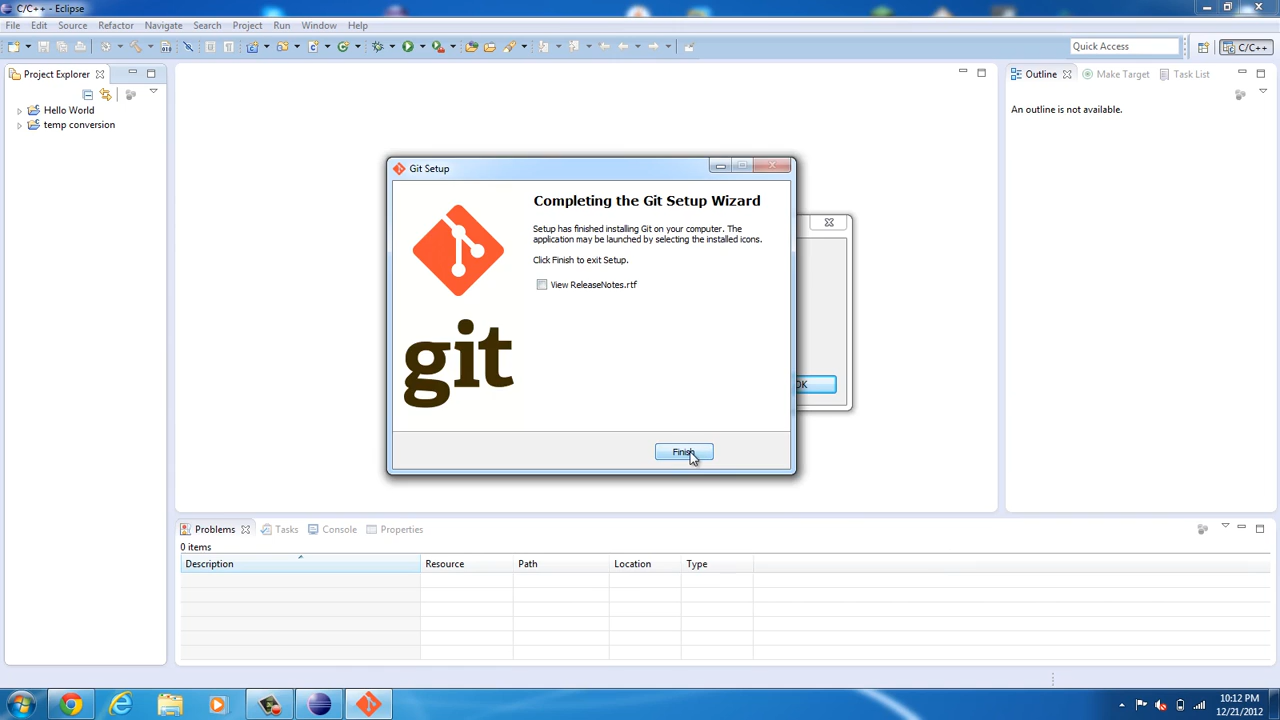 C/C++ - Eclipse
File Edit Source Refactor Navigate Search Project Run Window Help
Quick Access
C/C++
Project Explorer
Hello World
temp conversion
Outline
Make Target
Task List
An outline is not available.
Git Setup
Completing the Git Setup Wizard
Setup has finished installing Git on your computer. The
application may be launched by selecting the installed icons.
Click Finish to exit Setup.
View ReleaseNotes.rtf
git
OK
Finish
Problems
Tasks
Console
Properties
0 items
Description Resource Path Location Type
10:12 PM
12/21/2012